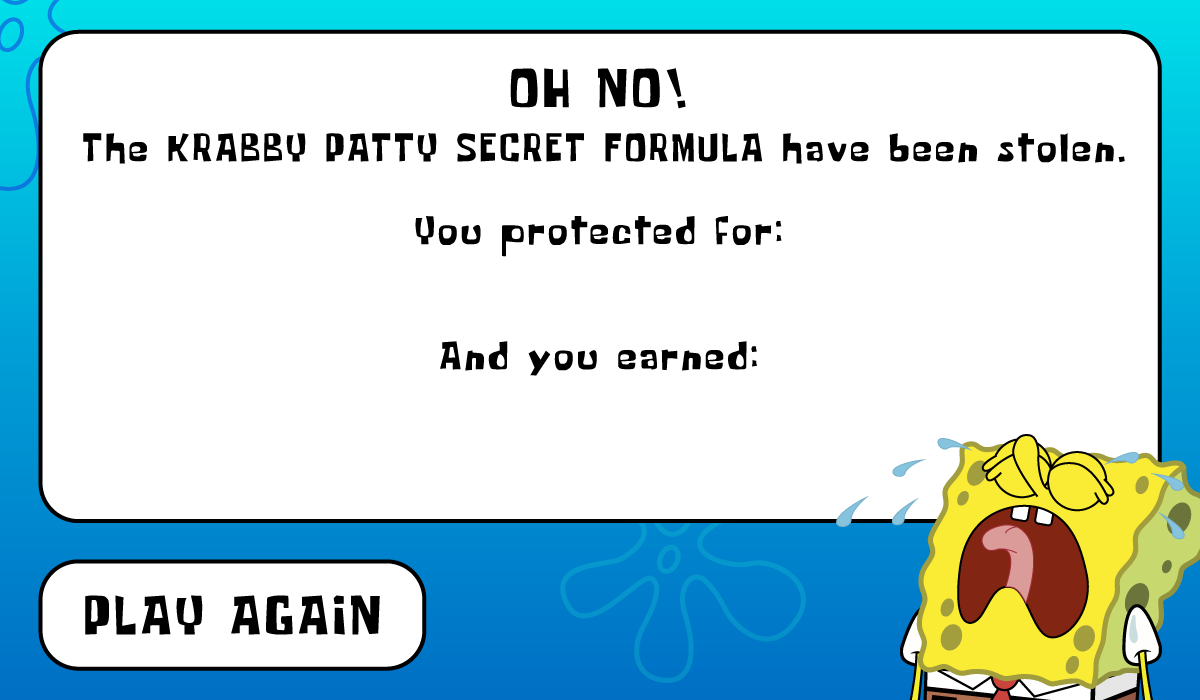 OH NO!
The KRABBY PATTY SECRET FORMULA have been stolen.
You protected for:
And you earned:
PLAY AGAiN